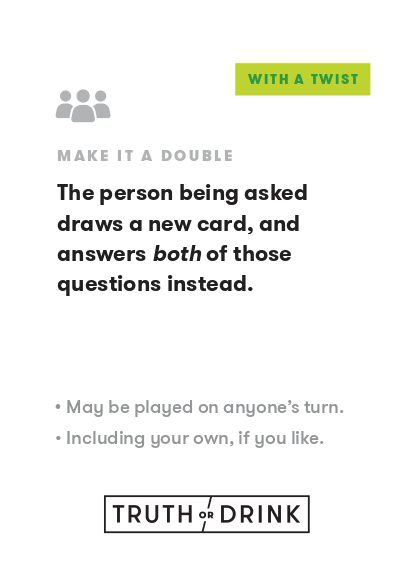 WITH A TWIST
MAKE IT A DOUBLE
The person being asked
draws a new card, and
answers both of those
questions instead.
• May be played on anyone's turn.
• Including your own, if you like.
TRUTH OR DRINK